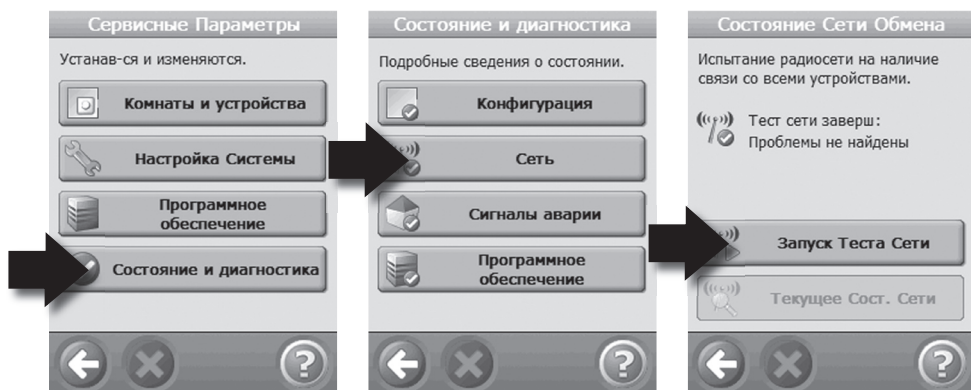 Сервисные Параметры
Устанав-ся и изменяются.
Комнаты и устройства
Настройка Системы
Программное
обеспечение
Состояние и диагностика
Состояние и диагностика
Подробные сведения о состоянии.
Конфигурация
Сеть
Сигналы аварии
Программное
обеспечение
Состояние Сети Обмена
Испытание радиосети на наличие
связи со всеми устройствами.
Тест сети заверш:
Проблемы не найдены
Запуск Теста Сети
Текущее Сост. Сети